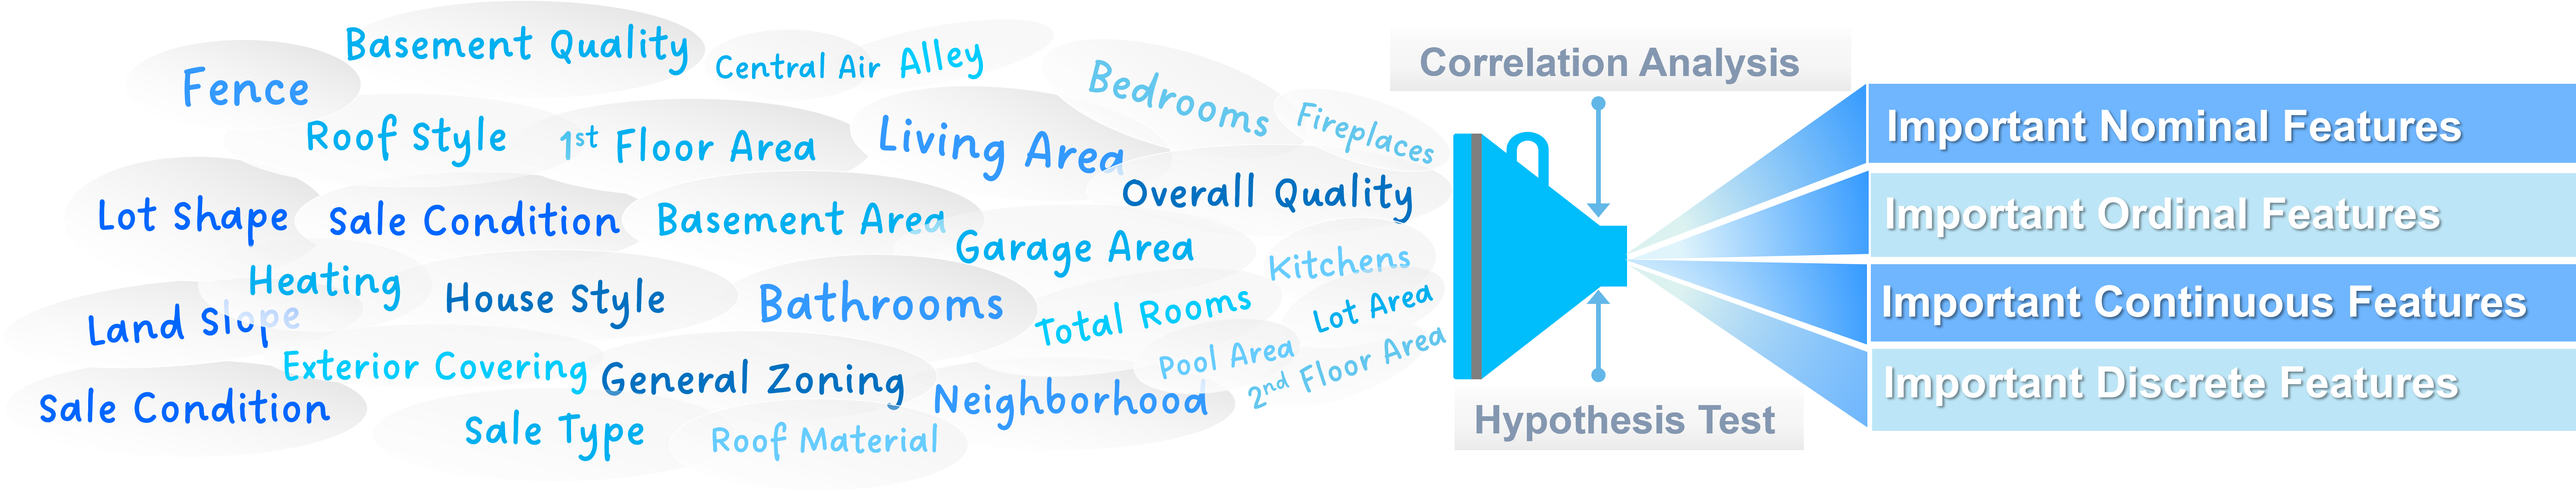 Basement Quality
Central Air
Alley
Fence
Bedrooms
Fireplaces
Roof Style
1st Floor Area
Living Area
Overall Quality
Lot Shape
Sale Condition
Basement Area
Garage Area
Kitchens
Heating
House Style
Bathrooms
Total Rooms
Lot Area
Land Slope
Pool Area
2nd Floor Area
Exterior Covering
General Zoning
Neighborhood
Sale Condition
Sale Type
Roof Material
Correlation Analysis
Hypothesis Test
Important Nominal Features
Important Ordinal Features
Important Continuous Features
Important Discrete Features